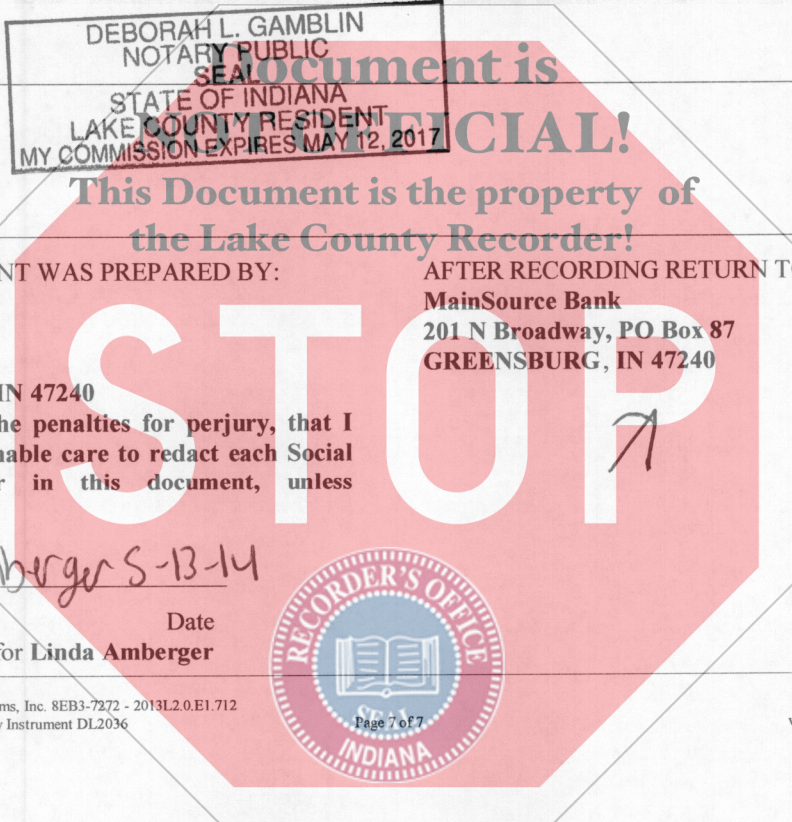 DEBORAH L. GAMBLIN
NOTARY PUBLIC
SEAL
STATE OF INDIANA
LAKE COUNTY RESIDENT
MY COMMISSION EXPIRES MAY 12, 2017
Document is
NOT OFFICIAL!
This Document is the property of
the Lake County Recorder!
NT WAS PREPARED BY:
IN 47240
he penalties for perjury, that I
nable care to redact each Social
r in this document, unless
berger 5-13-14
Date
for Linda Amberger
AFTER RECORDING RETURN TO
MainSource Bank
201 N Broadway, PO Box 87
GREENSBURG, IN 47240
STOP
RECORDER'S OFFICE
SEAL
INDIANA
ms, Inc. 8EB3-7272 - 2013L2.0.E1.712
y Instrument DL2036
Page 7 of 7